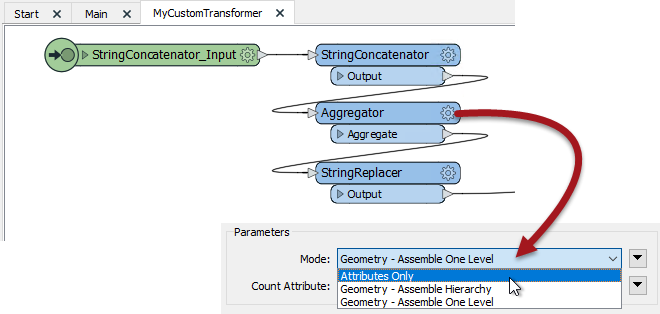 Start Main MyCustomTransformer
StringConcatenator_Input StringConcatenator
Output
Aggregator
Aggregate
StringReplacer
Output
Parameters
Mode: Geometry - Assemble One Level
Attributes Only
Count Attribute: Geometry - Assemble Hierarchy
Geometry - Assemble One Level